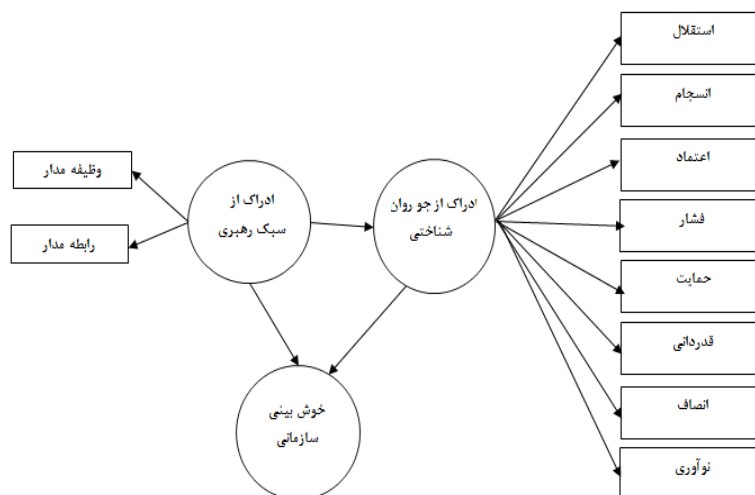 استقلال
انسجام
اعتماد
فشار
حمایت
قدردانی
انصاف
نوآوری
ادراک از جو روان
شناختی
ادراک از
سبک رهبری
وظیفه مدار
رابطه مدار
خوش بینی
سازمانی